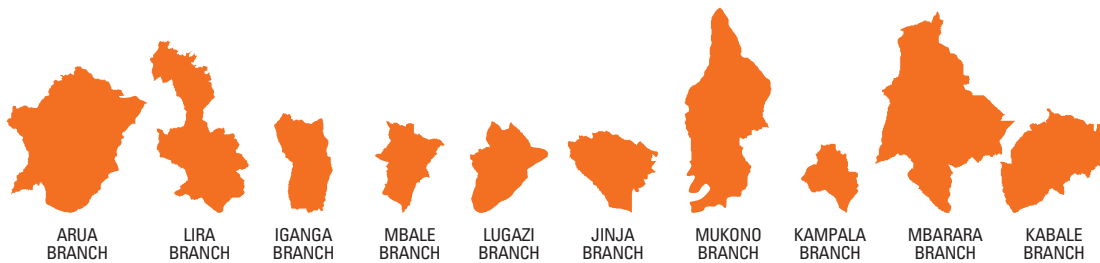 ARUA
BRANCH
LIRA
BRANCH
IGANGA
BRANCH
MBALE
BRANCH
LUGAZI
BRANCH
JINJA
BRANCH
MUKONO
BRANCH
KAMPALA
BRANCH
MBARARA
BRANCH
KABALE
BRANCH